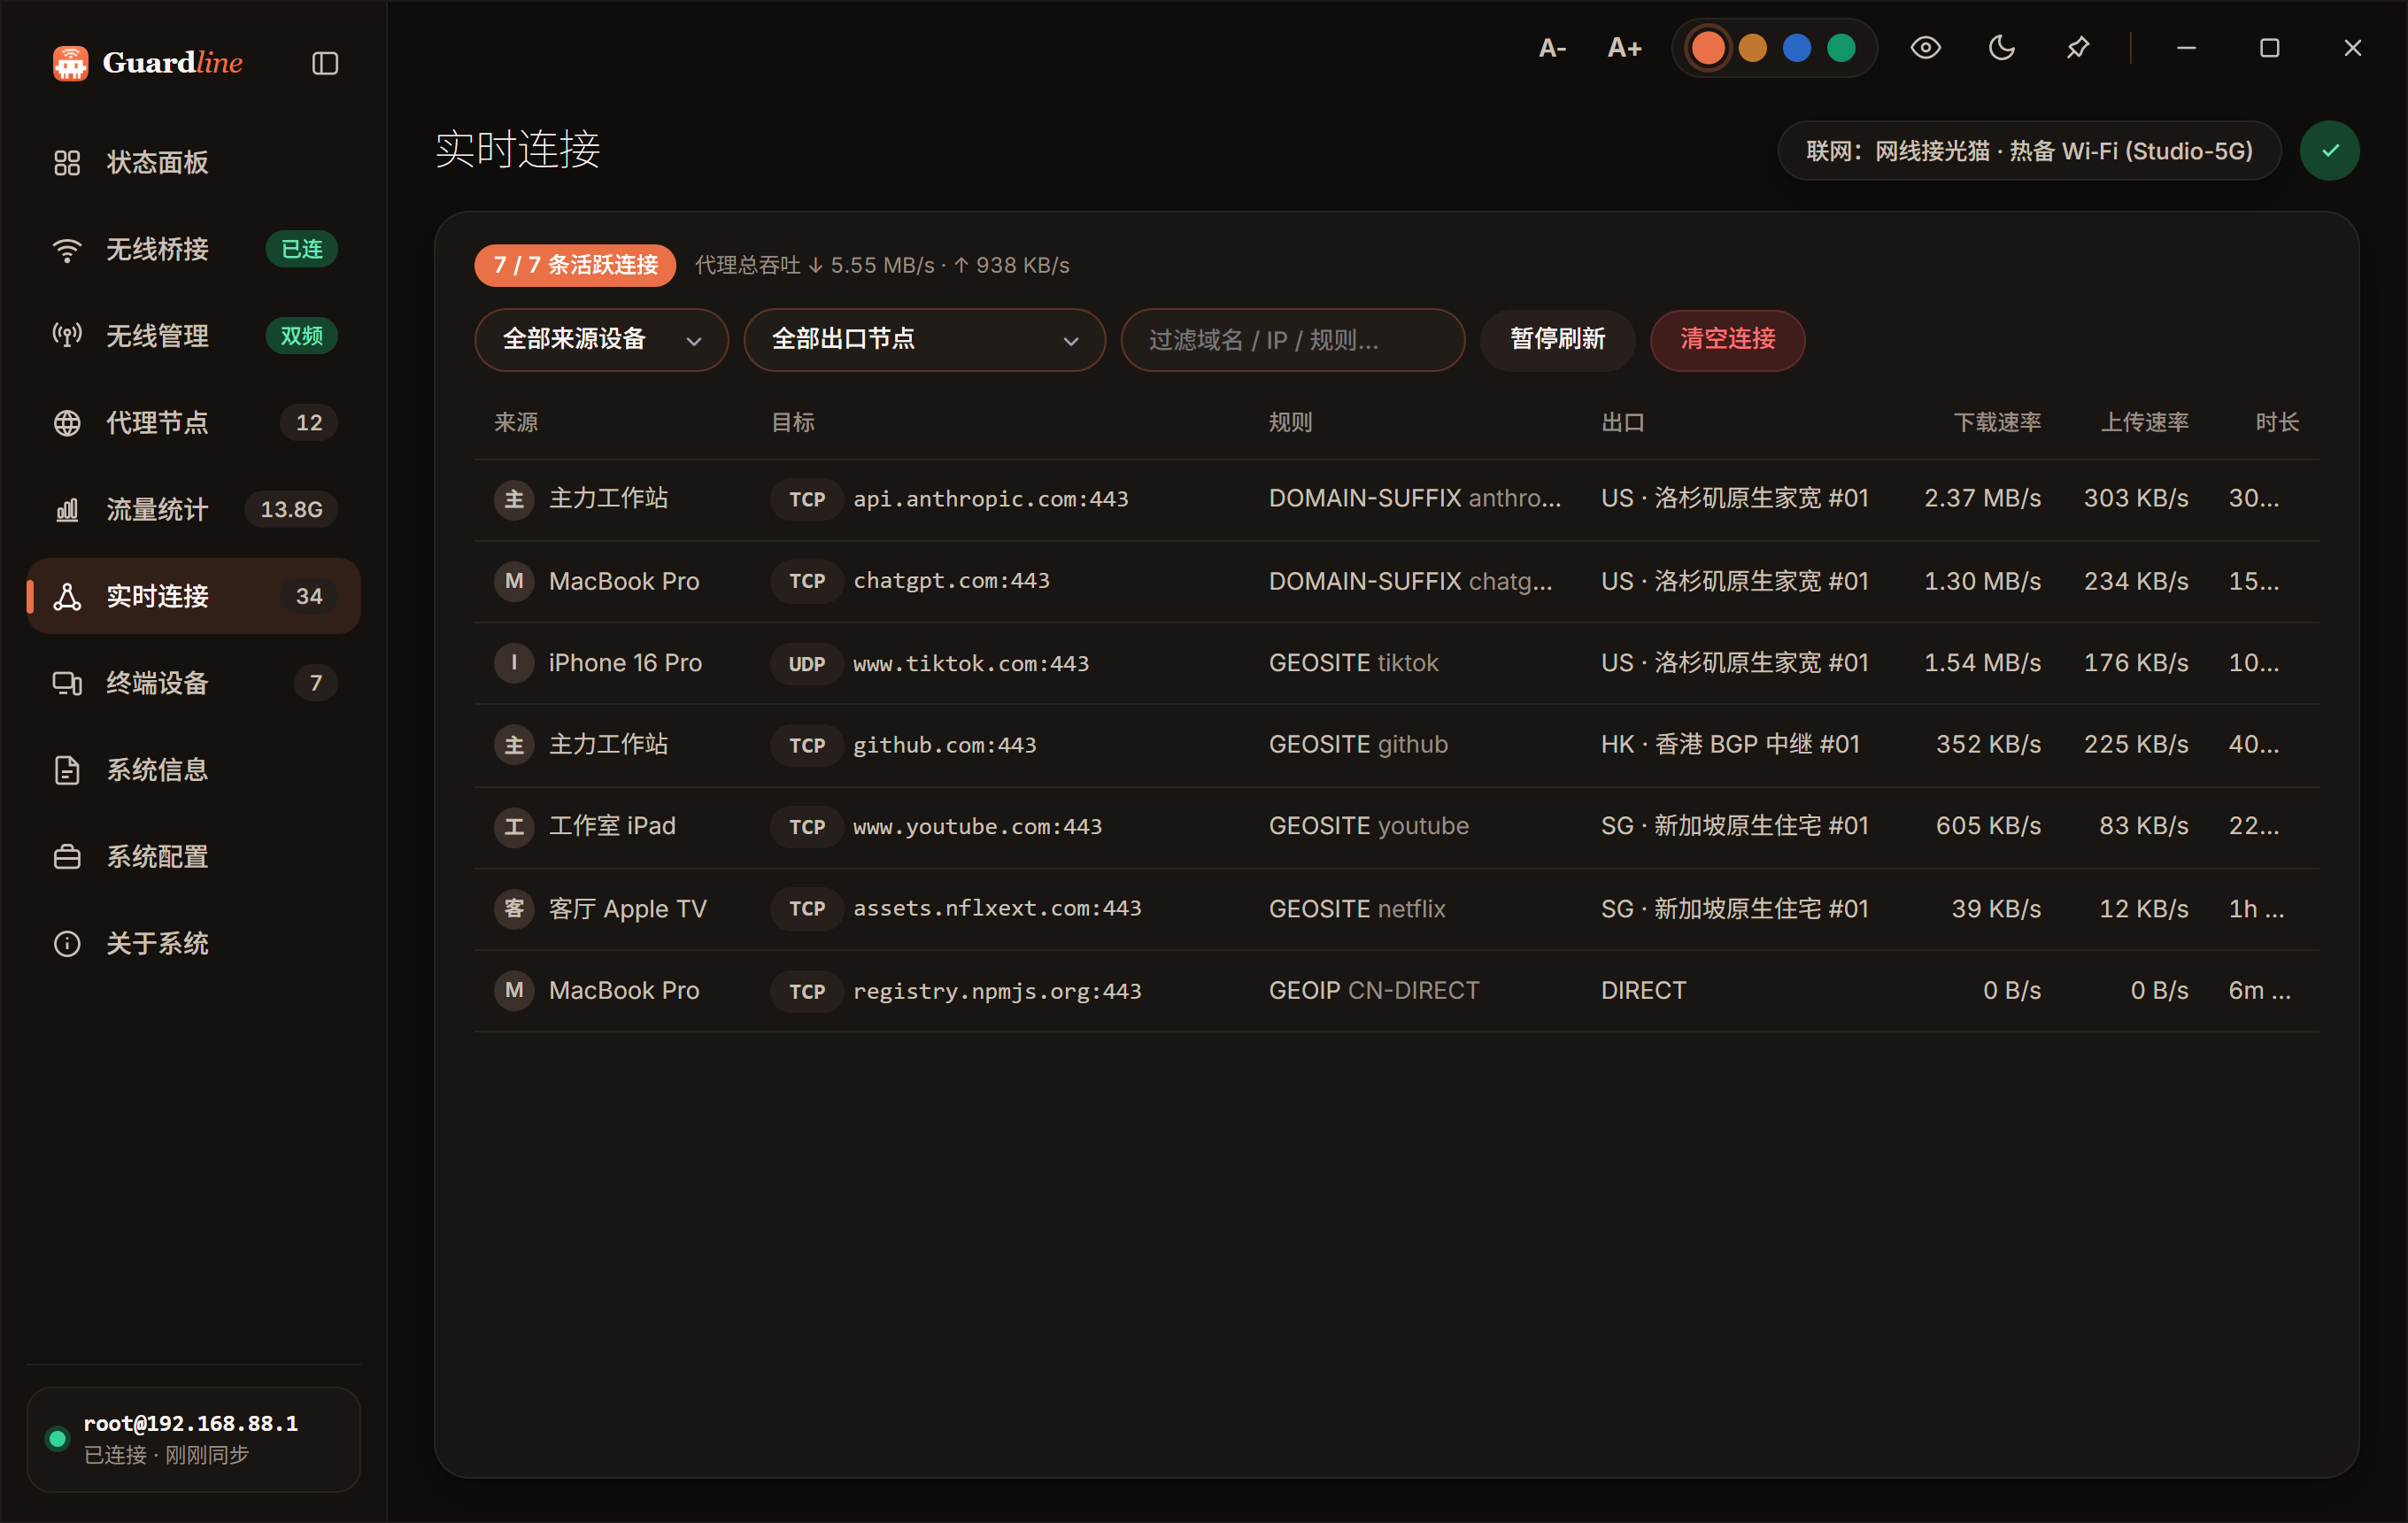 Guardline
A-
A+
状态面板
无线桥接 已连
无线管理 双频
代理节点 12
流量统计 13.8G
实时连接 34
终端设备 7
系统信息
系统配置
关于系统
root@192.168.88.1
已连接 · 刚刚同步
实时连接
联网：网线接光猫 · 热备 Wi-Fi (Studio-5G)
7 / 7 条活跃连接 代理总吞吐 ↓ 5.55 MB/s · ↑ 938 KB/s
全部来源设备 全部出口节点 过滤域名 / IP / 规则... 暂停刷新 清空连接
来源 目标 规则 出口 下载速率 上传速率 时长
主 主力工作站 TCP api.anthropic.com:443 DOMAIN-SUFFIX anthro... US · 洛杉矶原生家宽 #01 2.37 MB/s 303 KB/s 30...
M MacBook Pro TCP chatgpt.com:443 DOMAIN-SUFFIX chatg... US · 洛杉矶原生家宽 #01 1.30 MB/s 234 KB/s 15...
I iPhone 16 Pro UDP www.tiktok.com:443 GEOSITE tiktok US · 洛杉矶原生家宽 #01 1.54 MB/s 176 KB/s 10...
主 主力工作站 TCP github.com:443 GEOSITE github HK · 香港 BGP 中继 #01 352 KB/s 225 KB/s 40...
工 工作室 iPad TCP www.youtube.com:443 GEOSITE youtube SG · 新加坡原生住宅 #01 605 KB/s 83 KB/s 22...
客 客厅 Apple TV TCP assets.nflxext.com:443 GEOSITE netflix SG · 新加坡原生住宅 #01 39 KB/s 12 KB/s 1h ...
M MacBook Pro TCP registry.npmjs.org:443 GEOIP CN-DIRECT DIRECT 0 B/s 0 B/s 6m ...